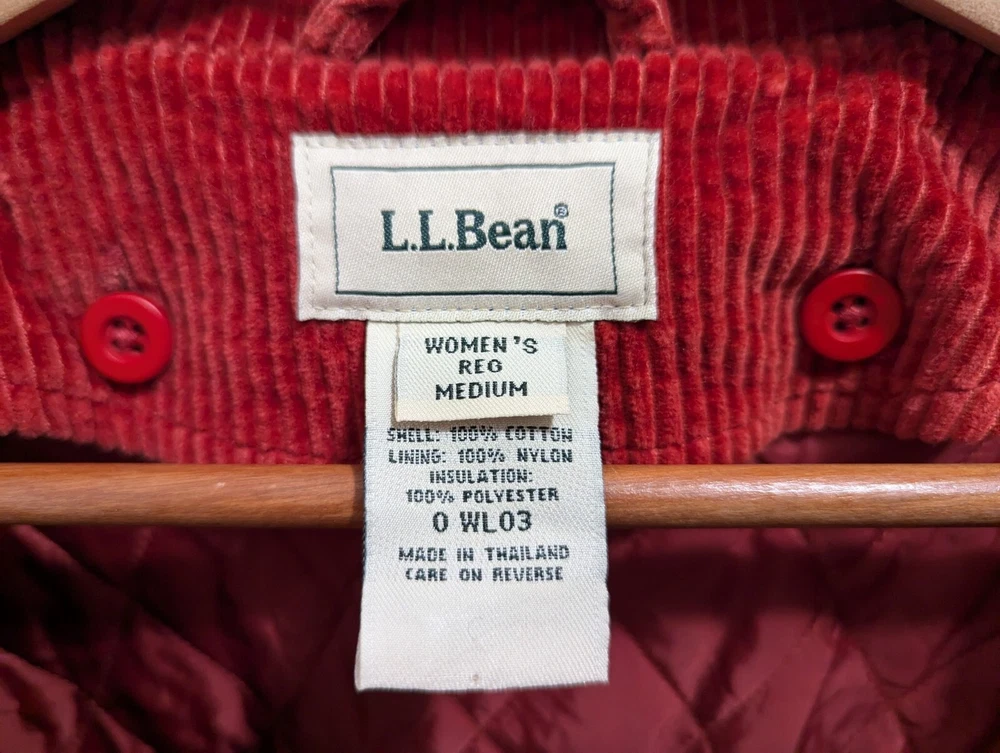 L.L.Bean®
WOMEN'S
REG
MEDIUM
SHELL: 100% COTTON
LINING: 100% NYLON
INSULATION:
100% POLYESTER
0 WL03
MADE IN THAILAND
CARE ON REVERSE